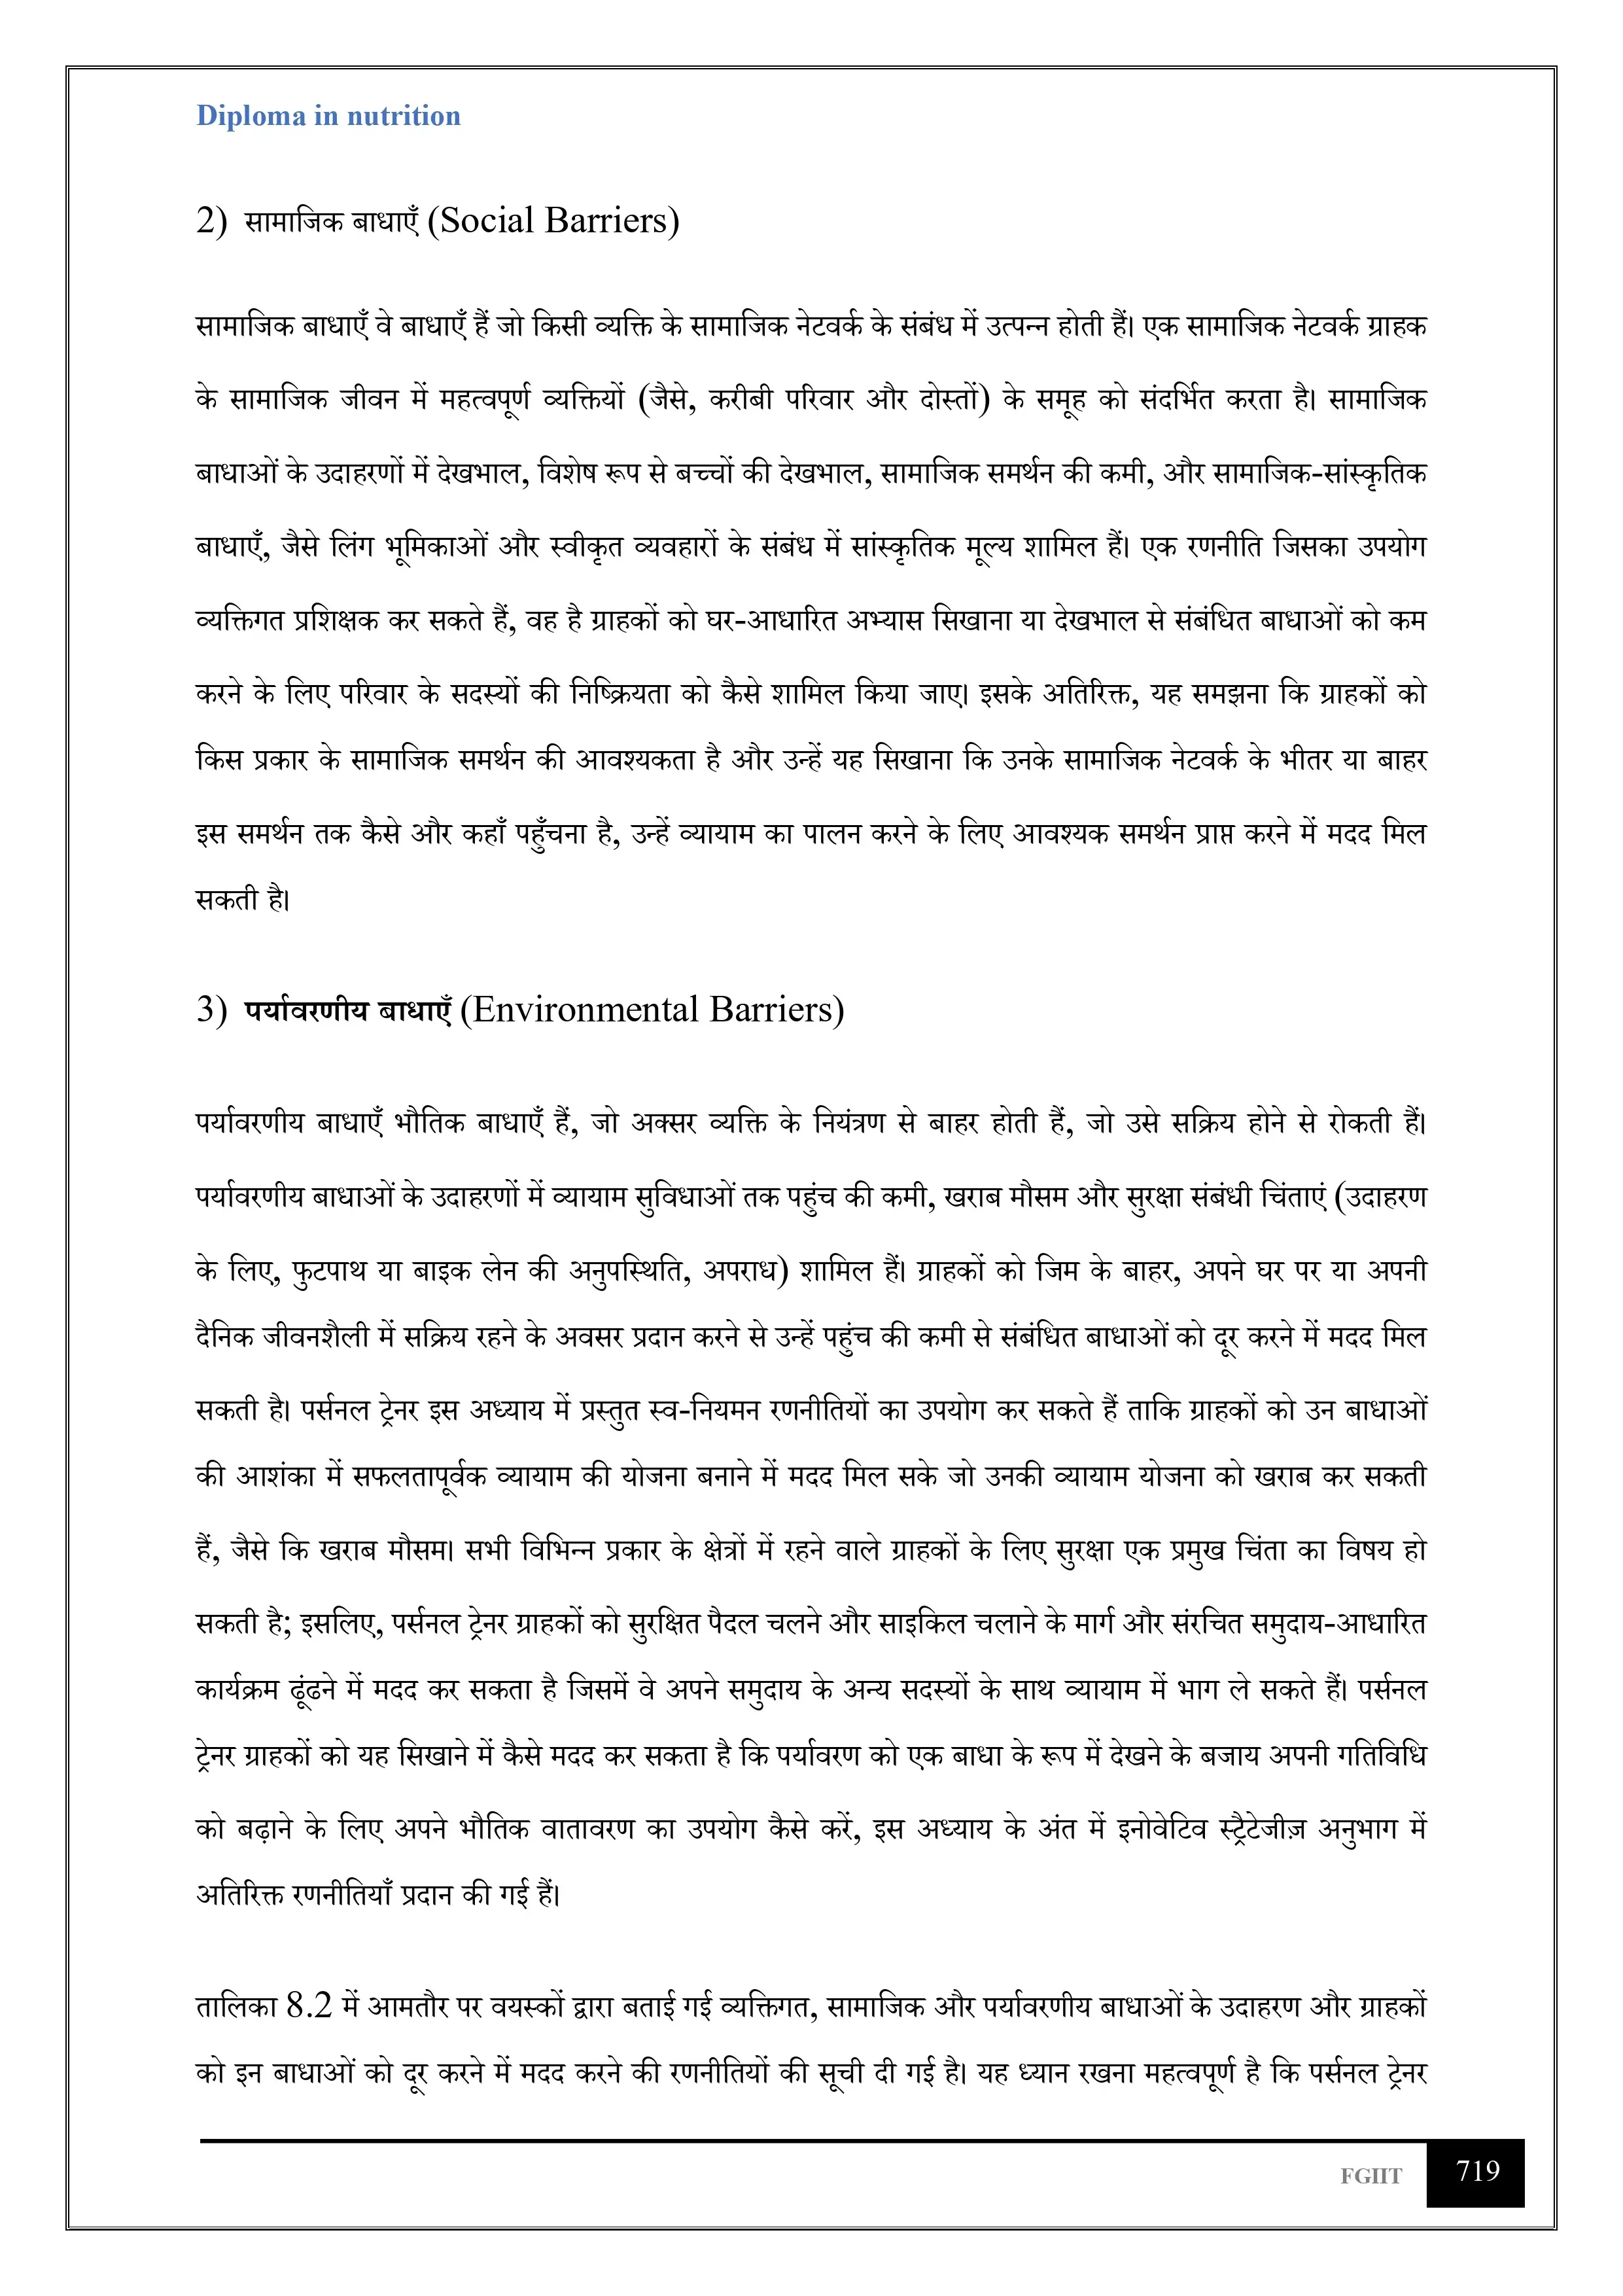 Diploma in nutrition
2) सामाजिक बाधाएँ (Social Barriers)
सामाजिक बाधाएँ वे बाधाएँ हैं जो किसी व्यक्ति के सामाजिक नेटवर्क के संबंध में उत्पन्न होती हैं। एक सामाजिक नेटवर्क ग्राहक
के सामाजिक जीवन में महत्वपूर्ण व्यक्तियों (जैसे, करीबी परिवार और दोस्तों) के समूह को संदर्भित करता है। सामाजिक
बाधाओं के उदाहरणों में देखभाल, विशेष रूप से बच्चों की देखभाल, सामाजिक समर्थन की कमी, और सामाजिक-सांस्कृतिक
बाधाएँ, जैसे लिंग भूमिकाओं और स्वीकृत व्यवहारों के संबंध में सांस्कृतिक मूल्य शामिल हैं। एक रणनीति जिसका उपयोग
व्यक्तिगत प्रशिक्षक कर सकते हैं, वह है ग्राहकों को घर-आधारित अभ्यास सिखाना या देखभाल से संबंधित बाधाओं को कम
करने के लिए परिवार के सदस्यों की निष्क्रियता को कैसे शामिल किया जाए। इसके अतिरिक्त, यह समझना कि ग्राहकों को
किस प्रकार के सामाजिक समर्थन की आवश्यकता है और उन्हें यह सिखाना कि उनके सामाजिक नेटवर्क के भीतर या बाहर
इस समर्थन तक कैसे और कहाँ पहुँचना है, उन्हें व्यायाम का पालन करने के लिए आवश्यक समर्थन प्राप्त करने में मदद मिल
सकती है।
3) पर्यावरणीय बाधाएँ (Environmental Barriers)
पर्यावरणीय बाधाएँ भौतिक बाधाएँ हैं, जो अक्सर व्यक्ति के नियंत्रण से बाहर होती हैं, जो उसे सक्रिय होने से रोकती हैं।
पर्यावरणीय बाधाओं के उदाहरणों में व्यायाम सुविधाओं तक पहुंच की कमी, खराब मौसम और सुरक्षा संबंधी चिंताएं (उदाहरण
के लिए, फुटपाथ या बाइक लेन की अनुपस्थिति, अपराध) शामिल हैं। ग्राहकों को जिम के बाहर, अपने घर पर या अपनी
दैनिक जीवनशैली में सक्रिय रहने के अवसर प्रदान करने से उन्हें पहुंच की कमी से संबंधित बाधाओं को दूर करने में मदद मिल
सकती है। पर्सनल ट्रेनर इस अध्याय में प्रस्तुत स्व-नियमन रणनीतियों का उपयोग कर सकते हैं ताकि ग्राहकों को उन बाधाओं
की आशंका में सफलतापूर्वक व्यायाम की योजना बनाने में मदद मिल सके जो उनकी व्यायाम योजना को खराब कर सकती
हैं, जैसे कि खराब मौसम। सभी विभिन्न प्रकार के क्षेत्रों में रहने वाले ग्राहकों के लिए सुरक्षा एक प्रमुख चिंता का विषय हो
सकती है; इसलिए, पर्सनल ट्रेनर ग्राहकों को सुरक्षित पैदल चलने और साइकिल चलाने के मार्ग और संरचित समुदाय-आधारित
कार्यक्रम ढूंढने में मदद कर सकता है जिसमें वे अपने समुदाय के अन्य सदस्यों के साथ व्यायाम में भाग ले सकते हैं। पर्सनल
ट्रेनर ग्राहकों को यह सिखाने में कैसे मदद कर सकता है कि पर्यावरण को एक बाधा के रूप में देखने के बजाय अपनी गतिविधि
को बढ़ाने के लिए अपने भौतिक वातावरण का उपयोग कैसे करें, इस अध्याय के अंत में इनोवेटिव स्ट्रैटेजीज़ अनुभाग में
अतिरिक्त रणनीतियाँ प्रदान की गई हैं।
तालिका 8.2 में आमतौर पर वयस्कों द्वारा बताई गई व्यक्तिगत, सामाजिक और पर्यावरणीय बाधाओं के उदाहरण और ग्राहकों
को इन बाधाओं को दूर करने में मदद करने की रणनीतियों की सूची दी गई है। यह ध्यान रखना महत्वपूर्ण है कि पर्सनल ट्रेनर
FGIIT 719